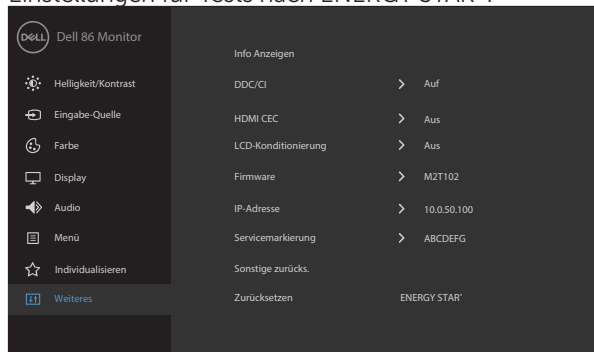 Einstellungen für Tests nach ENERGY STAR®.
DELL Dell 86 Monitor
Info Anzeigen
Helligkeit/Kontrast DDC/CI > Auf
Eingabe-Quelle HDMI CEC > Aus
Farbe LCD-Konditionierung > Aus
Display Firmware > M2T102
Audio IP-Adresse > 10.0.50.100
Menü Servicemarkierung > ABCDEFG
Individualisieren Sonstige zurücks.
Weiteres Zurücksetzen ENERGY STAR®